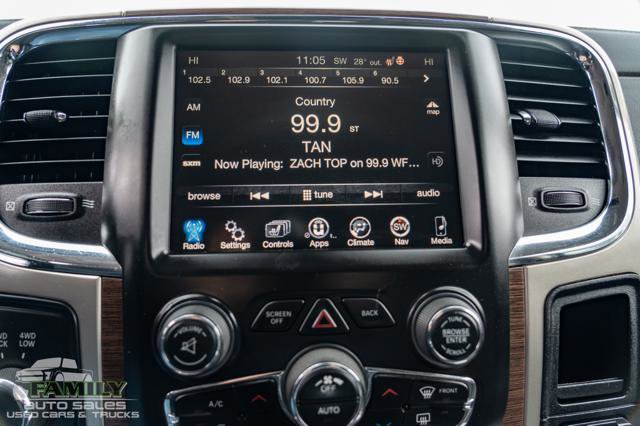 HI 11:05 SW 28° out. HI
1 102.5 2 102.9 3 102.1 4 100.7 5 105.9 6 90.5
AM
Country
99.9 ST
map
FM
TAN
sxm
Now Playing: ZACH TOP on 99.9 WF...
browse tune audio
Radio Settings Controls Apps Climate Nav Media
SW
SCREEN OFF BACK
VOLUME
TUNE BROWSE ENTER SCROLL
4WD LOW
OFF
AUTO
A/C
FRONT
FAMILY
AUTO SALES
USED CARS & TRUCKS